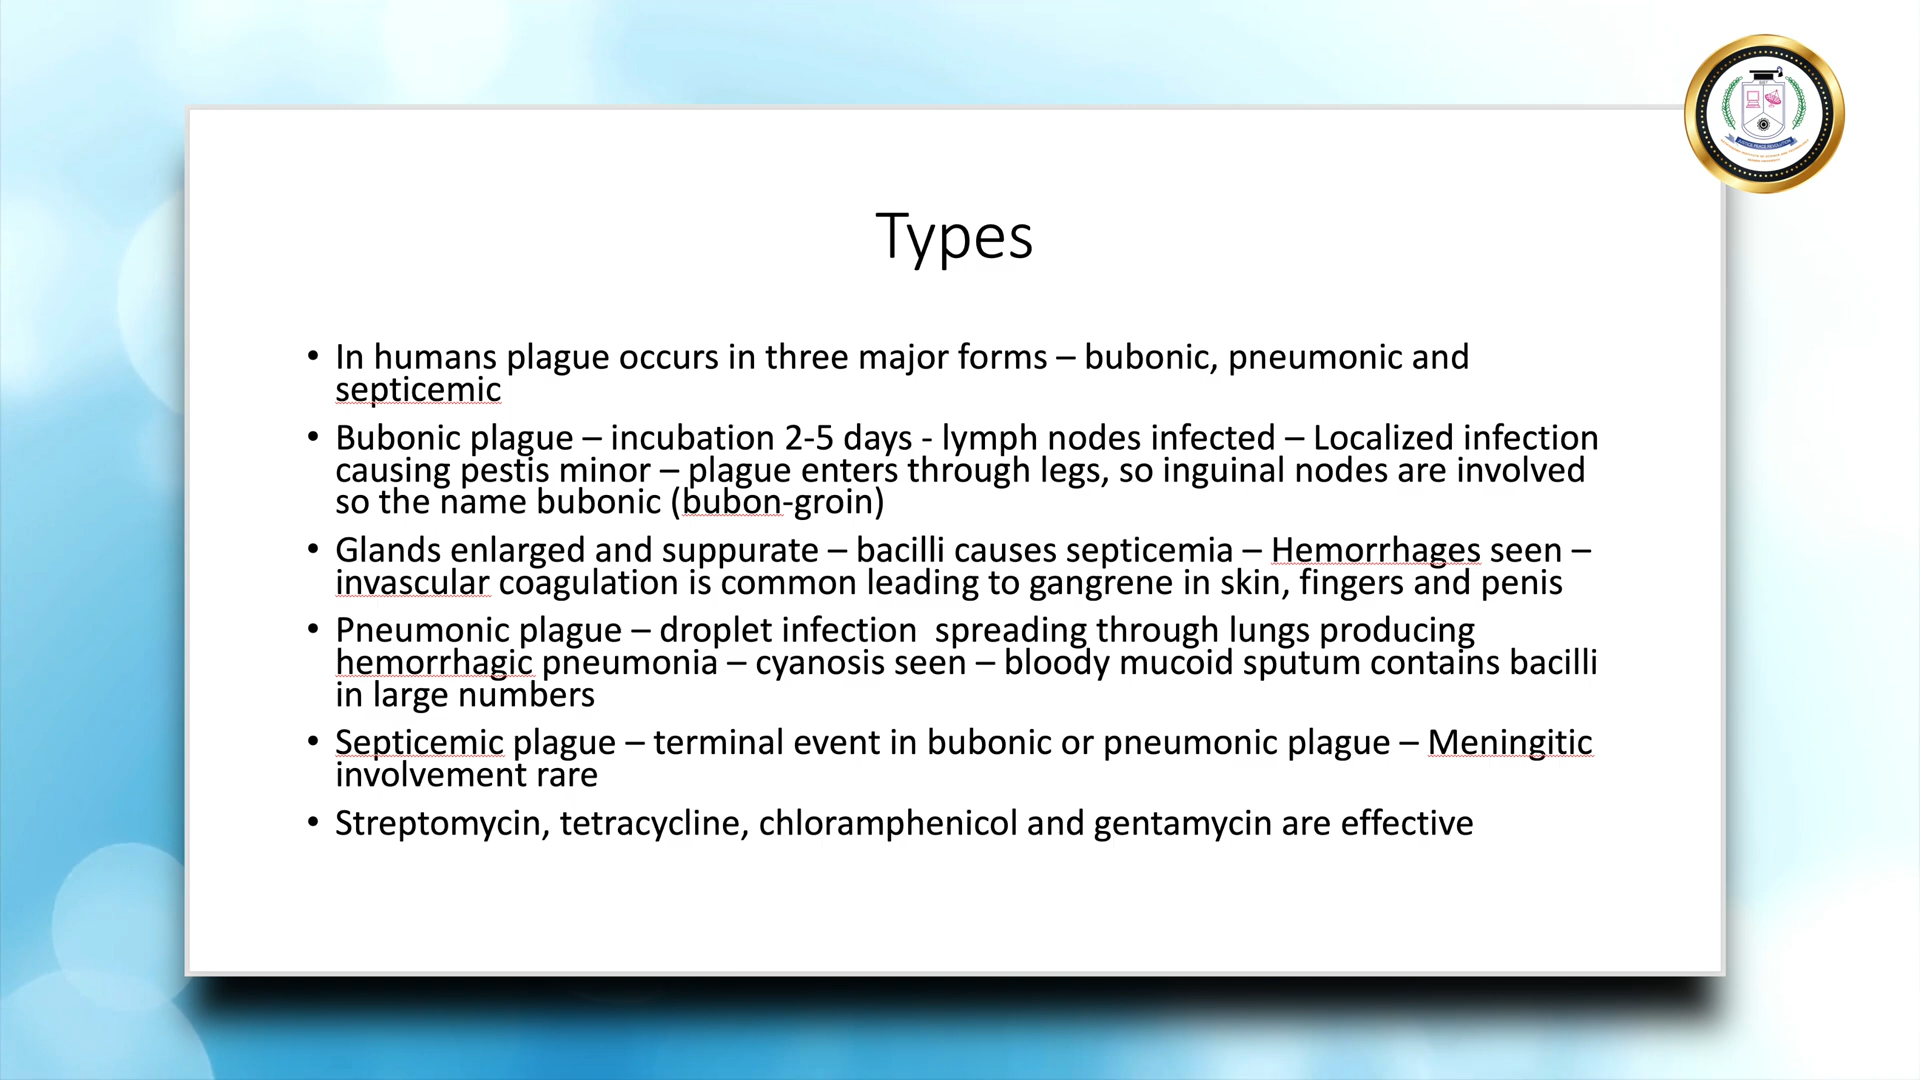 Types
• In humans plague occurs in three major forms – bubonic, pneumonic and
septicemic
• Bubonic plague – incubation 2-5 days - lymph nodes infected – Localized infection
causing pestis minor – plague enters through legs, so inguinal nodes are involved
so the name bubonic (bubon-groin)
• Glands enlarged and suppurate – bacilli causes septicemia – Hemorrhages seen –
invascular coagulation is common leading to gangrene in skin, fingers and penis
• Pneumonic plague – droplet infection  spreading through lungs producing
hemorrhagic pneumonia – cyanosis seen – bloody mucoid sputum contains bacilli
in large numbers
• Septicemic plague – terminal event in bubonic or pneumonic plague – Meningitic
involvement rare
• Streptomycin, tetracycline, chloramphenicol and gentamycin are effective